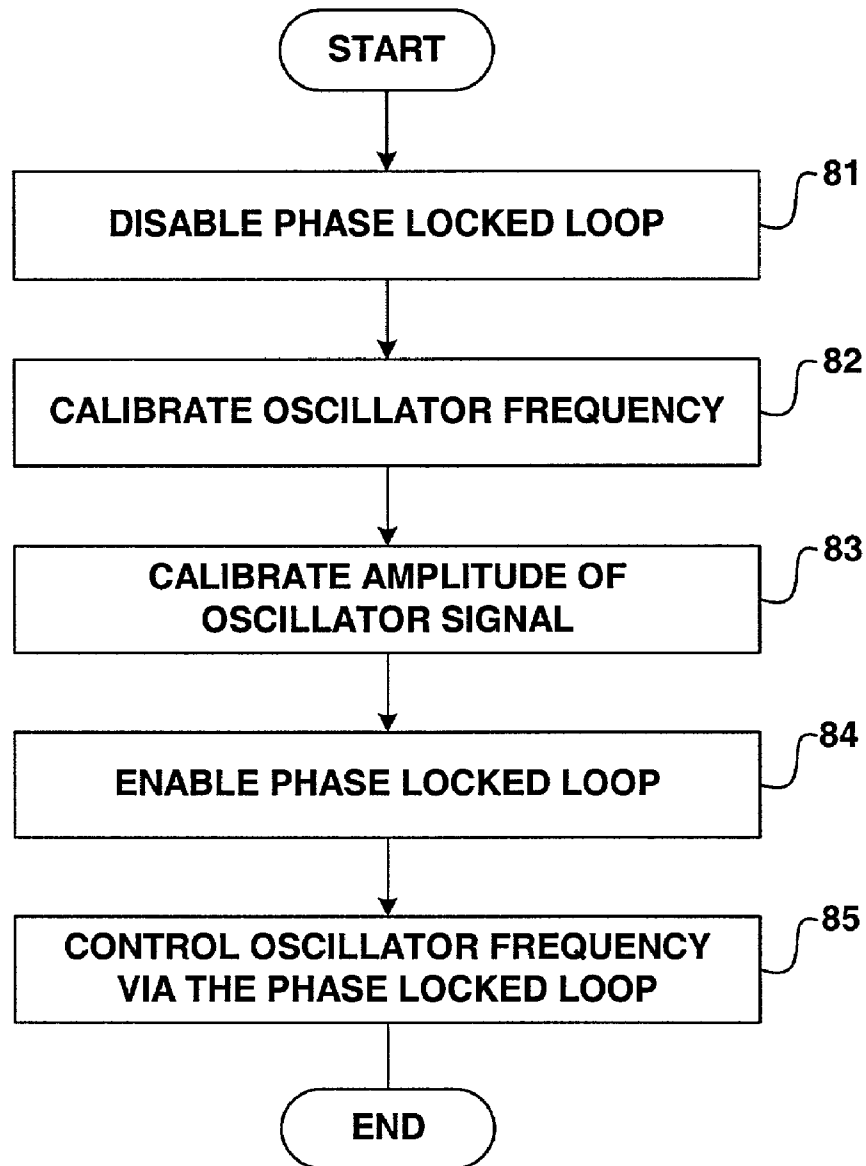 START
81
DISABLE PHASE LOCKED LOOP
82
CALIBRATE OSCILLATOR FREQUENCY
83
CALIBRATE AMPLITUDE OF
OSCILLATOR SIGNAL
84
ENABLE PHASE LOCKED LOOP
85
CONTROL OSCILLATOR FREQUENCY
VIA THE PHASE LOCKED LOOP
END